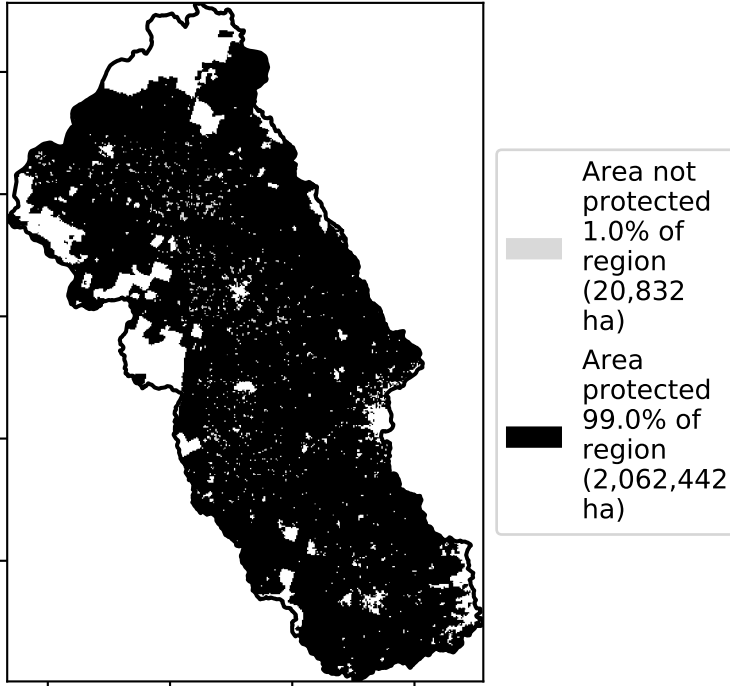 Area not
protected
1.0% of
region
(20,832
ha)
Area
protected
99.0% of
region
(2,062,442
ha)